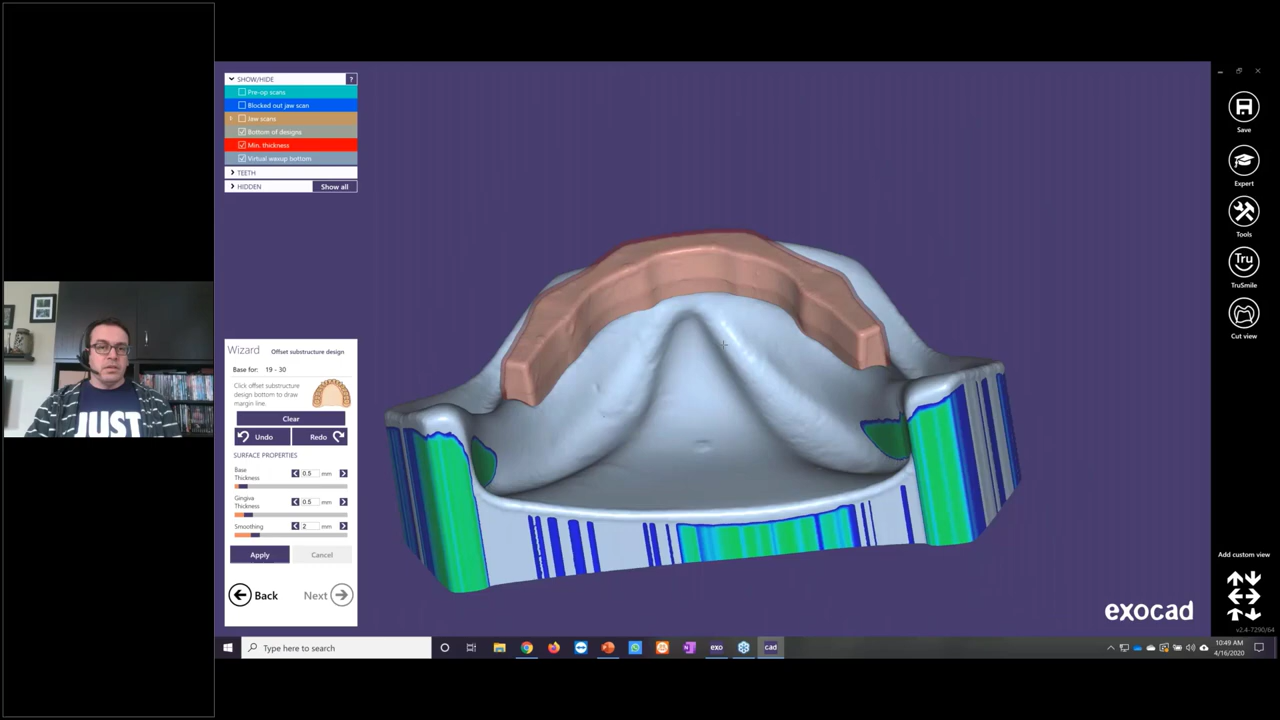 SHOW/HIDE
?
Pre-op scans
Blocked out jaw scan
Jaw scans
Bottom of designs
Min. thickness
Virtual waxup bottom
TEETH
HIDDEN
Show all
Save
Expert
Tools
Tru
TruSmile
Cut view
JUST
Wizard
Offset substructure design
Base for: 19 - 30
Click offset substructure
design bottom to draw
margin line.
Clear
Undo
Redo
SURFACE PROPERTIES
Base
Thickness
0.5 mm
Gingiva
Thickness
0.5 mm
Smoothing
2 mm
Apply
Cancel
Back
Next
Add custom view
exocad
v2.4-7290/64
Type here to search
exo
cad
10:49 AM
4/16/2020